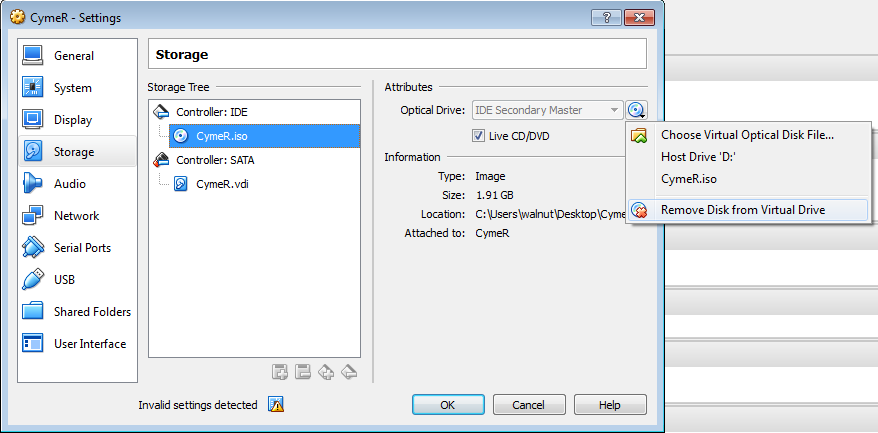 CymeR - Settings
General
System
Display
Storage
Audio
Network
Serial Ports
USB
Shared Folders
User Interface
Storage
Storage Tree
Controller: IDE
CymeR.iso
Controller: SATA
CymeR.vdi
Attributes
Optical Drive: IDE Secondary Master
Live CD/DVD
Information
Type: Image
Size: 1.91 GB
Location: C:\Users\walnut\Desktop\Cyme
Attached to: CymeR
Choose Virtual Optical Disk File...
Host Drive 'D:'
CymeR.iso
Remove Disk from Virtual Drive
Invalid settings detected
OK
Cancel
Help